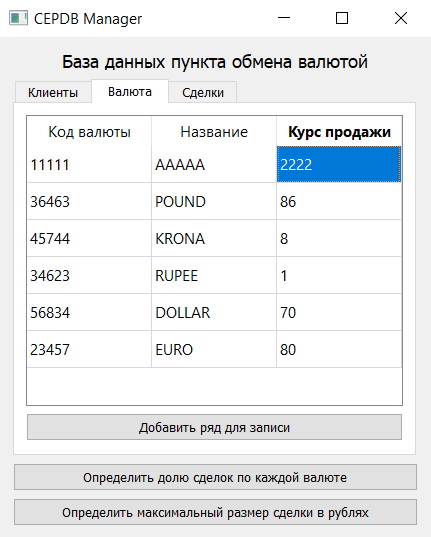 CEPDB Manager
База данных пункта обмена валютой
Клиенты Валюта Сделки
Код валюты Название Курс продажи
11111 AAAAA 2222
36463 POUND 86
45744 KRONA 8
34623 RUPEE 1
56834 DOLLAR 70
23457 EURO 80
Добавить ряд для записи
Определить долю сделок по каждой валюте
Определить максимальный размер сделки в рублях